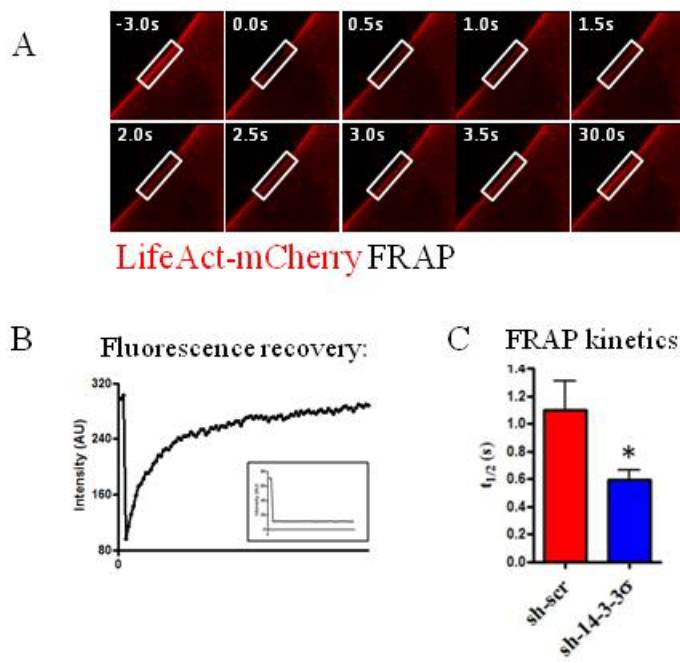 A
-3.0s 0.0s 0.5s 1.0s 1.5s
2.0s 2.5s 3.0s 3.5s 30.0s
LifeAct-mCherry FRAP
B Fluorescence recovery:
320
240
160
80
0
Intensity (AU)
C FRAP kinetics
1.4
1.2
1.0
0.8
0.6
0.4
0.2
0.0
t1/2 (s)
*
sh-scr
sh-14-3-3σ